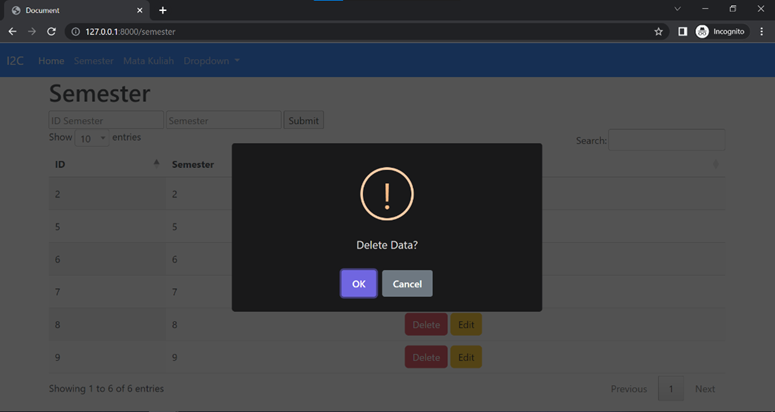 Document
127.0.0.1:8000/semester
Incognito
I2C Home Semester Mata Kuliah Dropdown
Semester
ID Semester Semester Submit
Show 10 entries
Search:
ID Semester
2 2
5 5
6 6
7 7
8 8 Delete Edit
9 9 Delete Edit
Showing 1 to 6 of 6 entries
Previous 1 Next
!
Delete Data?
OK Cancel